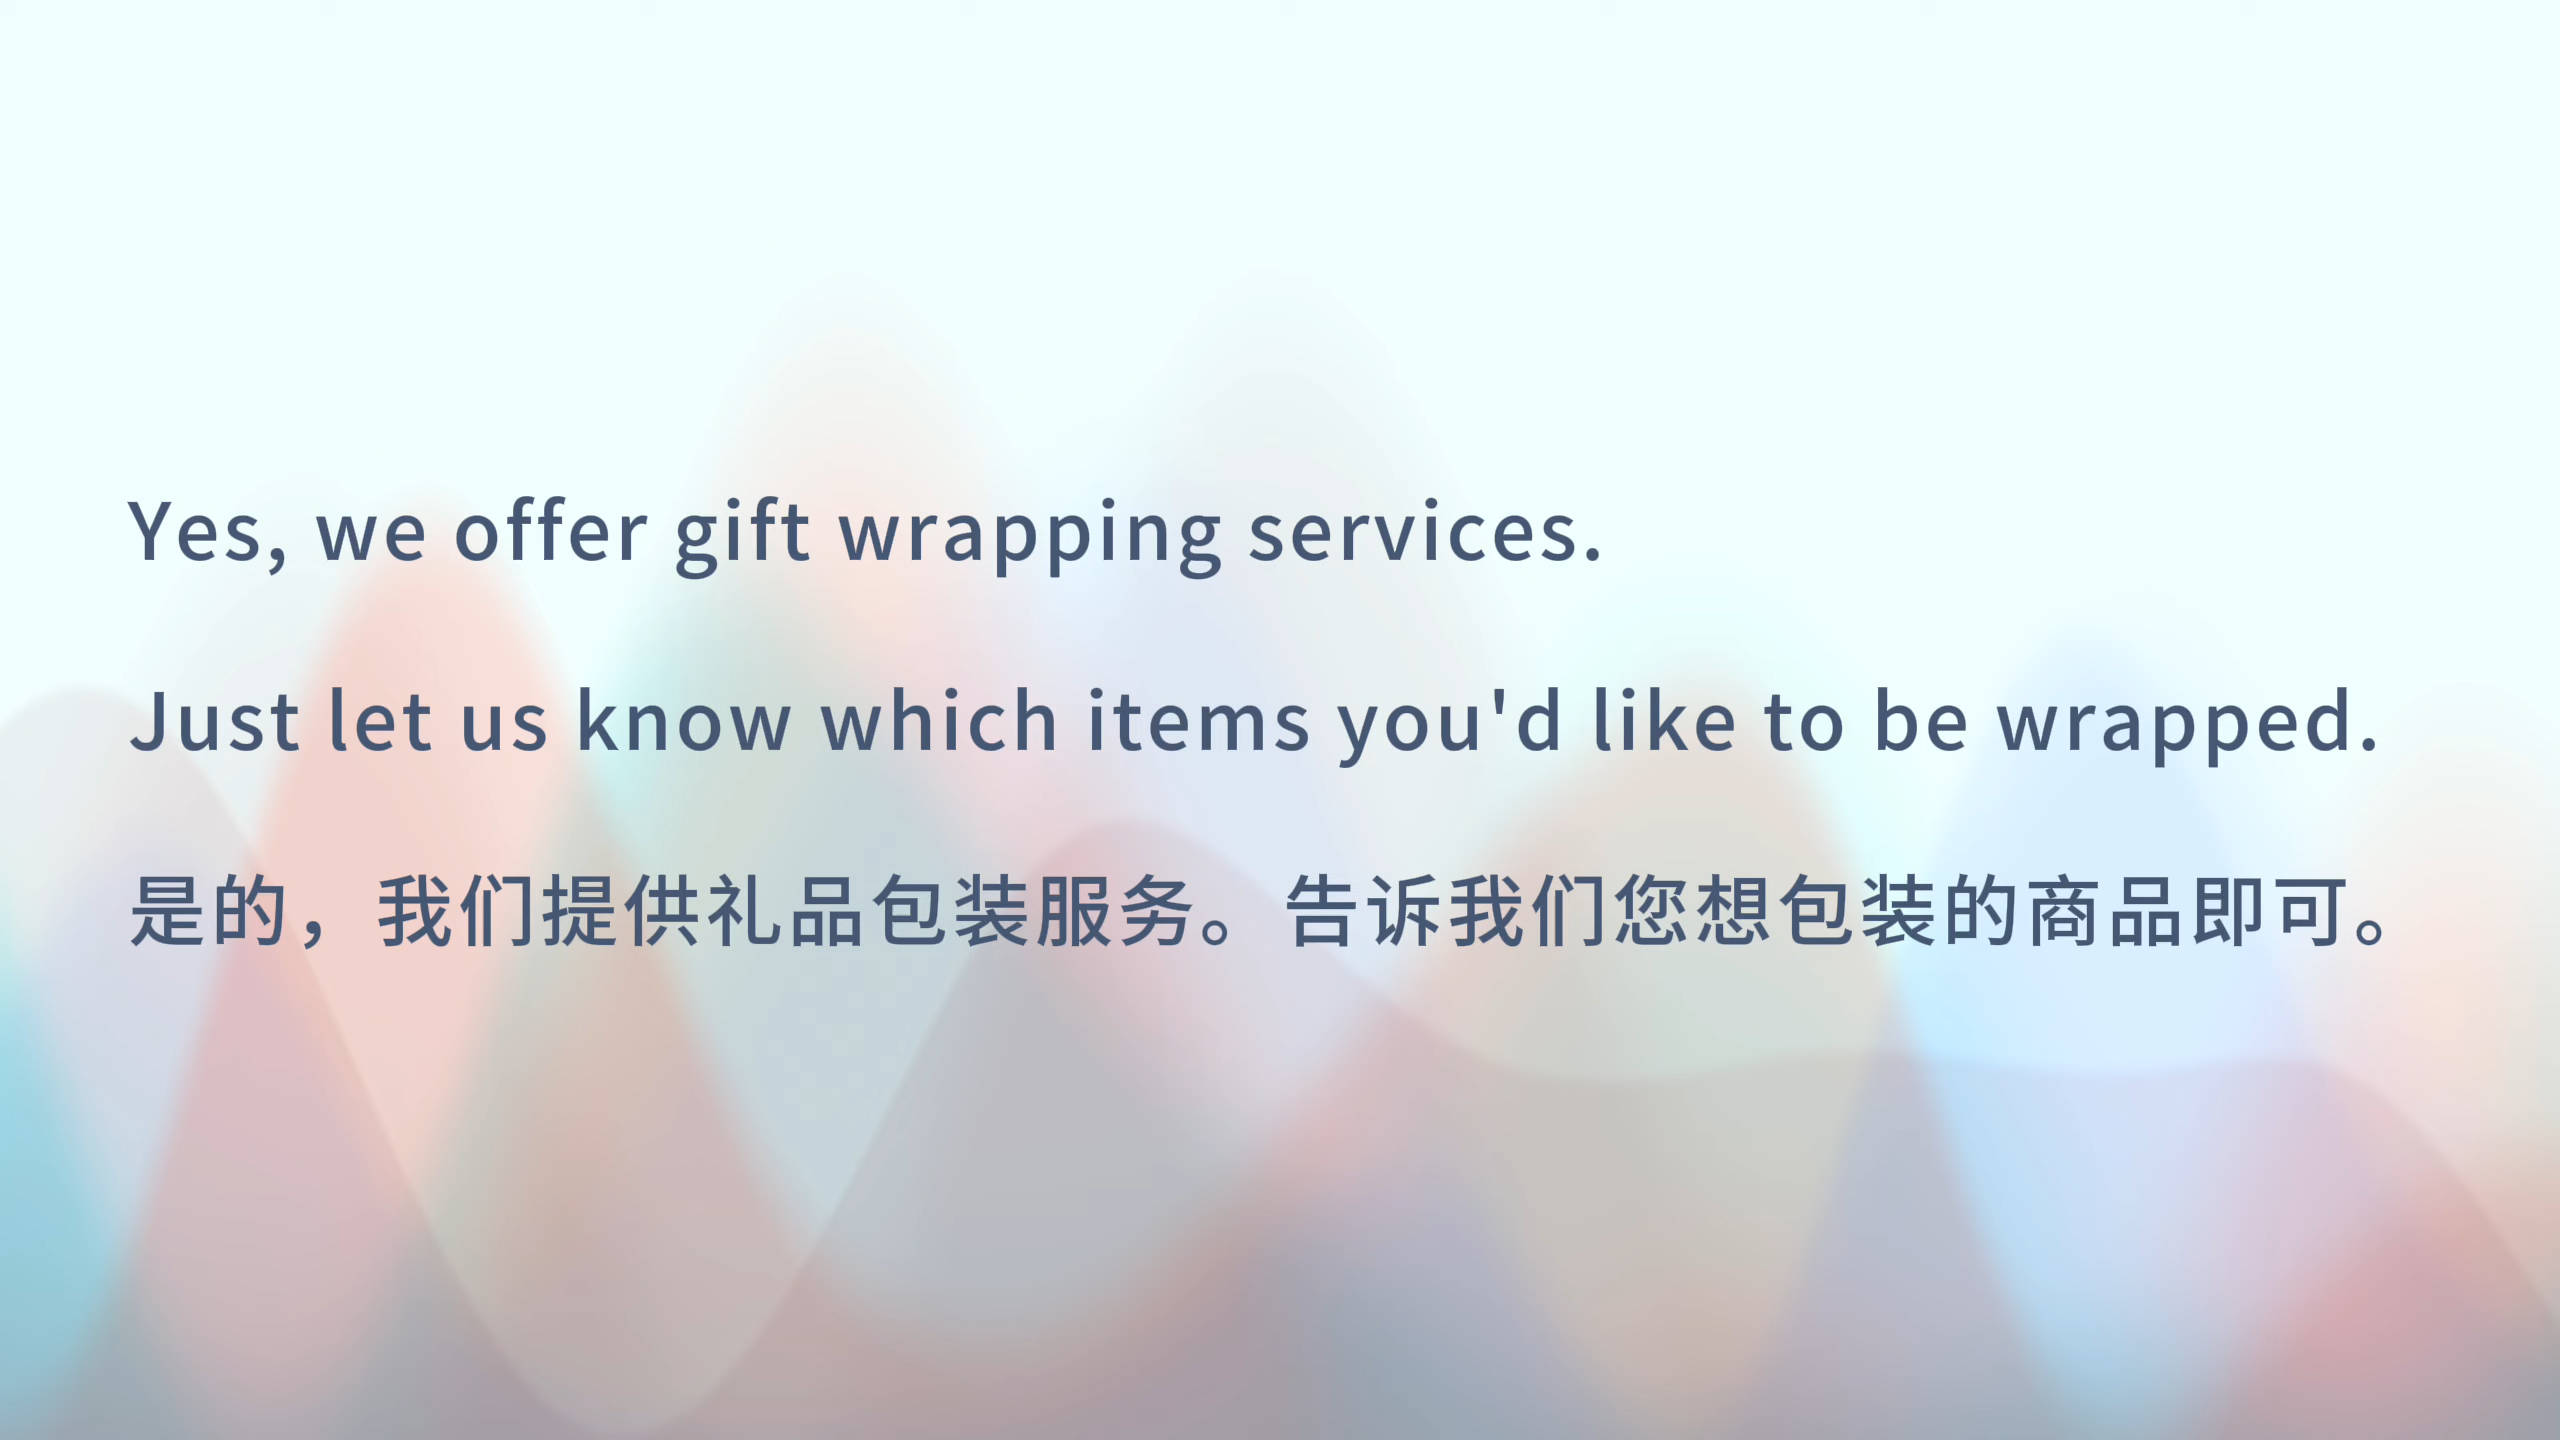 Yes, we offer gift wrapping services.
Just let us know which items you'd like to be wrapped.
是的，我们提供礼品包装服务。告诉我们您想包装的商品即可。